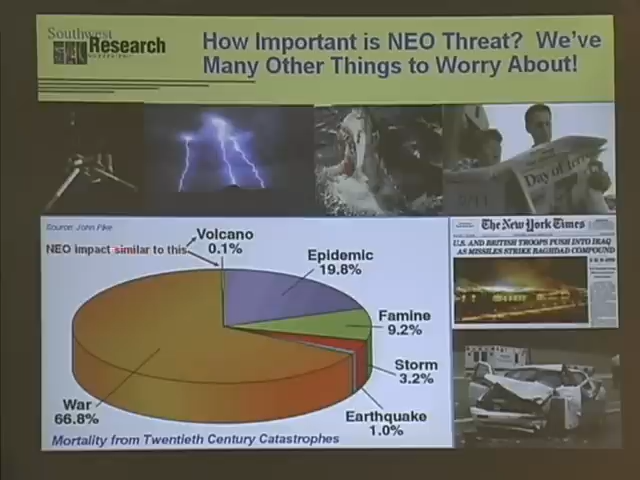 Southwest
Research
How Important is NEO Threat? We've
Many Other Things to Worry About!
Day of terror
Source: John Pike
NEO impact similar to this
Volcano
0.1%
Epidemic
19.8%
Famine
9.2%
Storm
3.2%
Earthquake
1.0%
War
66.8%
Mortality from Twentieth Century Catastrophes
The New York Times
U.S. AND BRITISH TROOPS PUSH INTO IRAQ
AS MISSILES STRIKE BAGHDAD COMPOUND